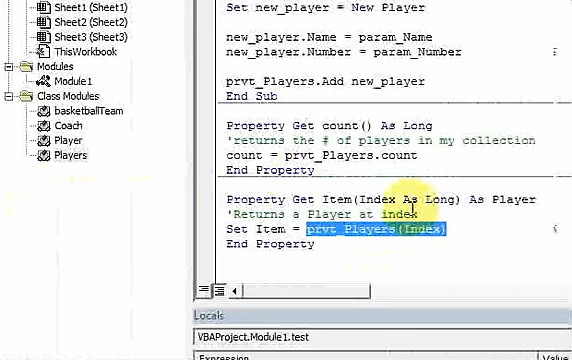 Sheet1 (Sheet1)
Sheet2 (Sheet2)
Sheet3 (Sheet3)
ThisWorkbook
Modules
Module1
Class Modules
basketballTeam
Coach
Player
Players
Set new_player = New Player
new_player.Name = param_Name
new_player.Number = param_Number
prvt_Players.Add new_player
End Sub
Property Get count() As Long
'returns the # of players in my collection
count = prvt_Players.count
End Property
Property Get Item(Index As Long) As Player
'Returns a Player at index
Set Item = prvt_Players(Index)
End Property
Locals
VBAProject.Module1.test
Expression
Value